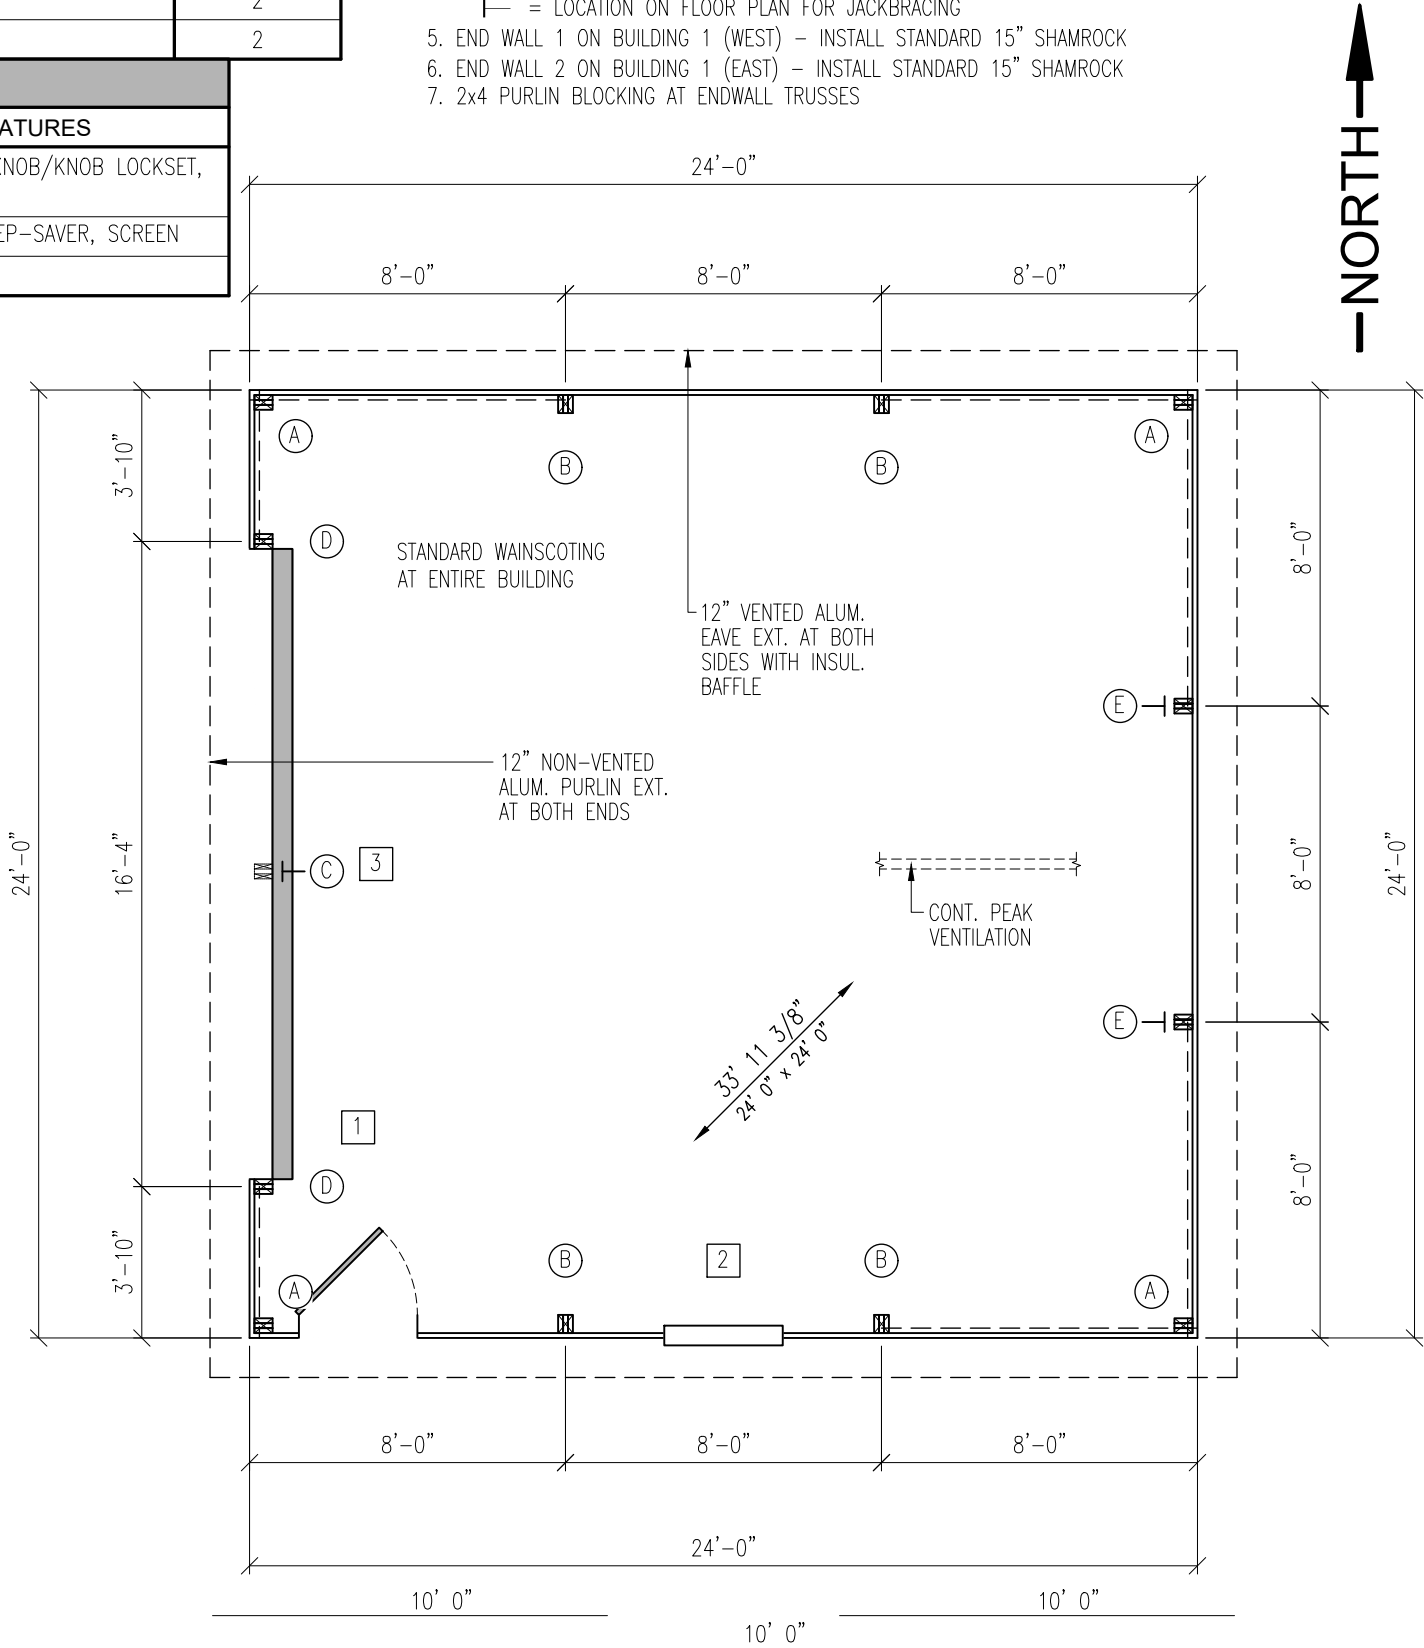 2
2
ATURES
KNOB/KNOB LOCKSET,
EP-SAVER, SCREEN
= LOCATION ON FLOOR PLAN FOR JACKBRACING
5. END WALL 1 ON BUILDING 1 (WEST) – INSTALL STANDARD 15" SHAMROCK
6. END WALL 2 ON BUILDING 1 (EAST) – INSTALL STANDARD 15" SHAMROCK
7. 2x4 PURLIN BLOCKING AT ENDWALL TRUSSES
NORTH
24'-0"
8'-0"
8'-0"
8'-0"
A
B
B
A
3'-10"
D
STANDARD WAINSCOTING
AT ENTIRE BUILDING
8'-0"
12" VENTED ALUM.
EAVE EXT. AT BOTH
SIDES WITH INSUL.
BAFFLE
E
12" NON-VENTED
ALUM. PURLIN EXT.
AT BOTH ENDS
24'-0"
16'-4"
C
3
8'-0"
24'-0"
CONT. PEAK
VENTILATION
E
33' 11 3/8"
24' 0" x 24' 0"
1
D
8'-0"
3'-10"
A
B
2
B
A
8'-0"
8'-0"
8'-0"
24'-0"
10' 0"
10' 0"
10' 0"